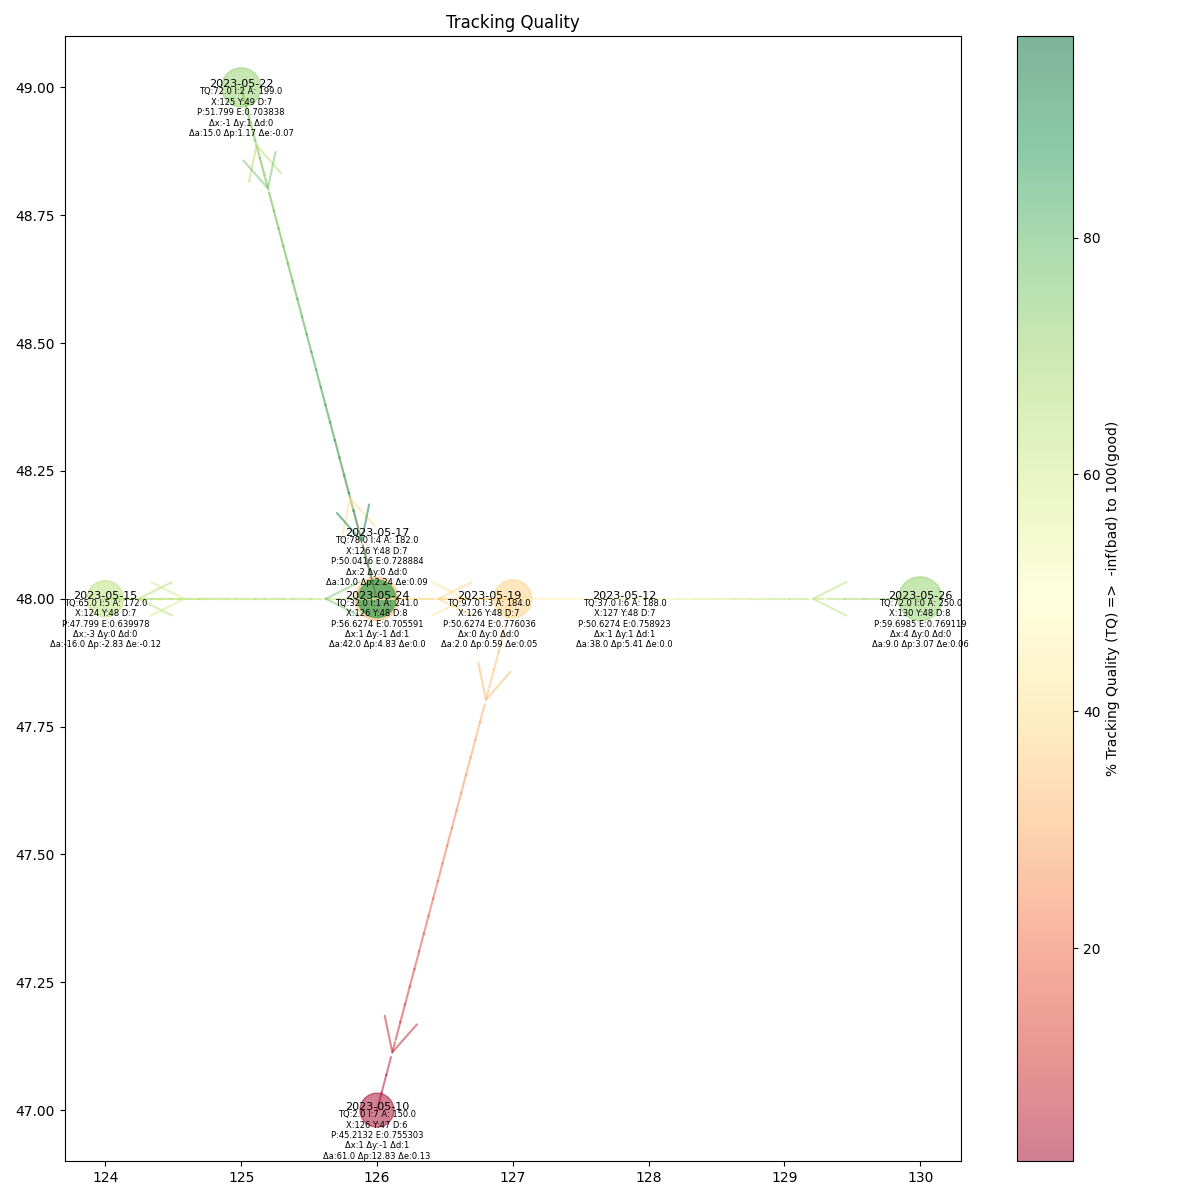 Tracking Quality
49.00
48.75
48.50
48.25
48.00
47.75
47.50
47.25
47.00
2023-05-22
TQ:72.0 I:2 A: 199.0
X:125 Y:49 D:7
P:51.799 E:0.703838
Δx:-1 Δy:1 Δd:0
Δa:15.0 Δp:1.17 Δe:-0.07
2023-05-17
TQ:78.0 I:4 A: 182.0
X:126 Y:48 D:7
P:50.0416 E:0.728884
Δx:2 Δy:0 Δd:0
Δa:10.0 Δp:2.24 Δe:0.09
2023-05-15
TQ:65.0 I:5 A: 172.0
X:124 Y:48 D:7
P:47.799 E:0.639978
Δx:-3 Δy:0 Δd:0
Δa:-16.0 Δp:-2.83 Δe:-0.12
2023-05-24
TQ:32.0 I:1 A: 241.0
X:126 Y:48 D:8
P:56.6274 E:0.705591
Δx:1 Δy:-1 Δd:1
Δa:42.0 Δp:4.83 Δe:0.0
2023-05-19
TQ:97.0 I:3 A: 184.0
X:126 Y:48 D:7
P:50.6274 E:0.776036
Δx:0 Δy:0 Δd:0
Δa:2.0 Δp:0.59 Δe:0.05
2023-05-12
TQ:37.0 I:6 A: 188.0
X:127 Y:48 D:7
P:50.6274 E:0.758923
Δx:1 Δy:1 Δd:1
Δa:38.0 Δp:5.41 Δe:0.0
2023-05-26
TQ:72.0 I:0 A: 250.0
X:130 Y:48 D:8
P:59.6985 E:0.769119
Δx:4 Δy:0 Δd:0
Δa:9.0 Δp:3.07 Δe:0.06
2023-05-10
TQ:2.0 I:7 A: 150.0
X:126 Y:47 D:6
P:45.2132 E:0.755303
Δx:1 Δy:-1 Δd:1
Δa:61.0 Δp:12.83 Δe:0.13
124 125 126 127 128 129 130
80
60
40
20
% Tracking Quality (TQ) => -inf(bad) to 100(good)